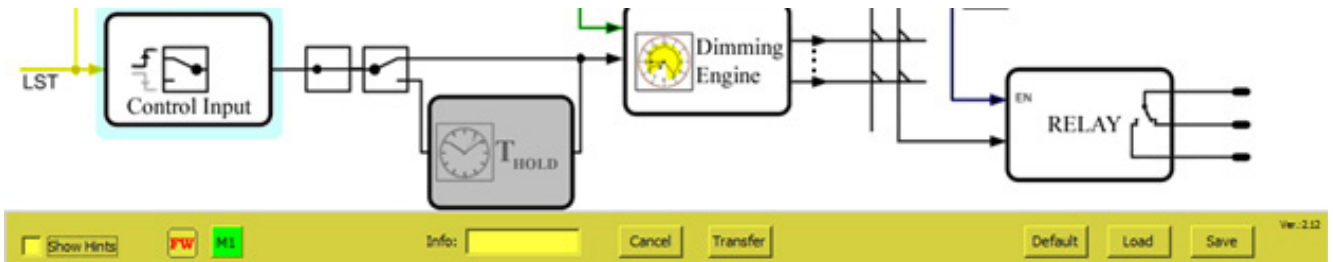 LST
Control Input
T HOLD
Dimming
Engine
EN
RELAY
Show Hints
FW
M1
Info:
Cancel
Transfer
Default
Load
Save
Ver.:2.12